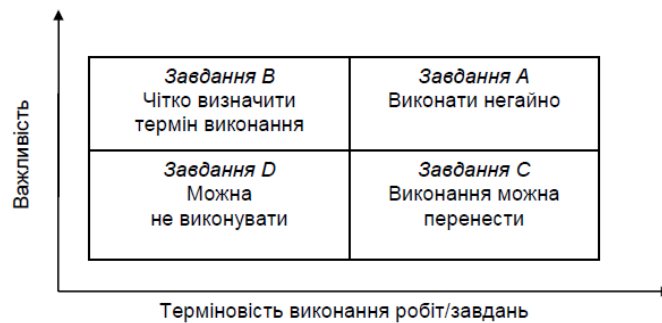 Важливість
Завдання В
Чітко визначити
термін виконання
Завдання А
Виконати негайно
Завдання D
Можна
не виконувати
Завдання С
Виконання можна
перенести
Терміновість виконання робіт/завдань